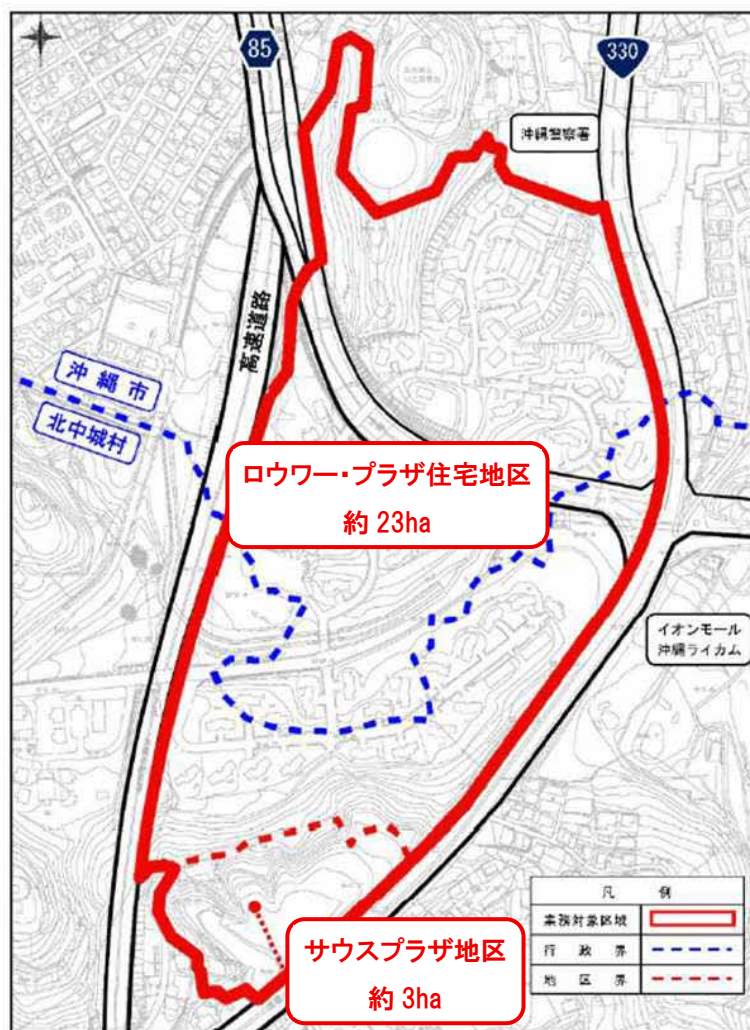 85
330
沖縄警察署
高速道路
沖縄市
北中城村
ロウワー・プラザ住宅地区
約 23ha
イオンモール
沖縄ライカム
サウスプラザ地区
約 3ha
凡 例
業務対象区域
行 政 界
地 区 界